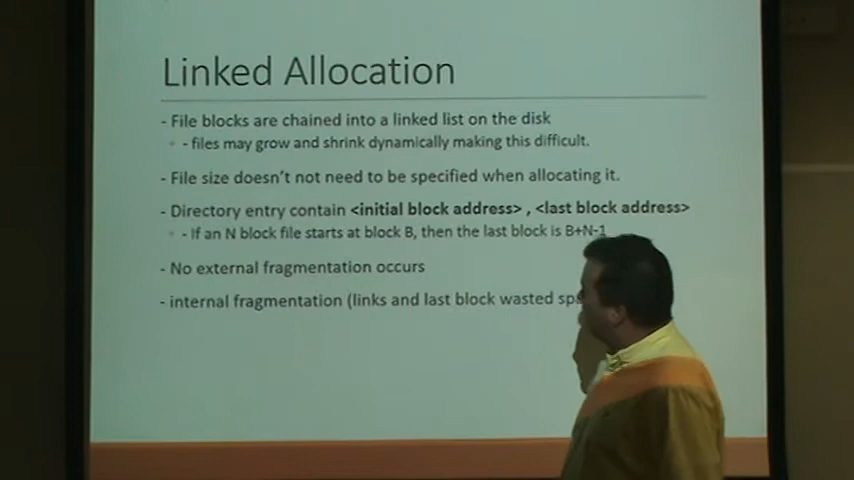 Linked Allocation
- File blocks are chained into a linked list on the disk
- files may grow and shrink dynamically making this difficult.
- File size doesn't not need to be specified when allocating it.
- Directory entry contain <initial block address> , <last block address>
- If an N block file starts at block B, then the last block is B+N-1
- No external fragmentation occurs
- internal fragmentation (links and last block wasted